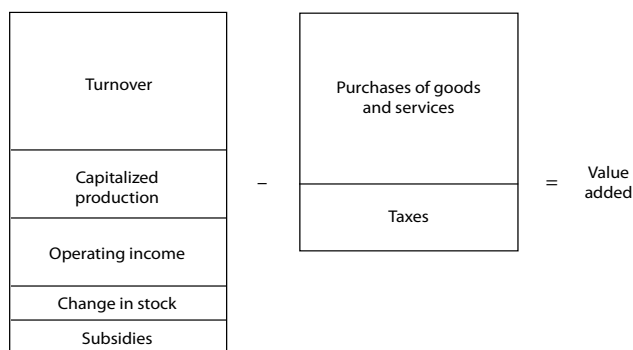 Turnover
Capitalized
production
Operating income
Change in stock
Subsidies
–
Purchases of goods
and services
Taxes
=
Value
added